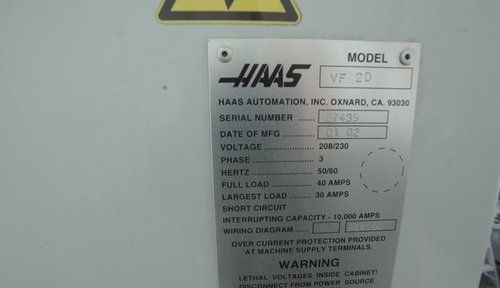 HAAS
MODEL
VF 2D
HAAS AUTOMATION, INC. OXNARD, CA. 93030
SERIAL NUMBER ...... 27435
DATE OF MFG ........... 01 02
VOLTAGE .................. 208/230
PHASE ....................... 3
HERTZ ....................... 50/60
FULL LOAD ............... 40 AMPS
LARGEST LOAD ........ 30 AMPS
SHORT CIRCUIT
INTERRUPTING CAPACITY - 10,000 AMPS
WIRING DIAGRAM .....
OVER CURRENT PROTECTION PROVIDED
AT MACHINE SUPPLY TERMINALS.
WARNING
LETHAL VOLTAGES INSIDE CABINET!
DISCONNECT FROM POWER SOURCE